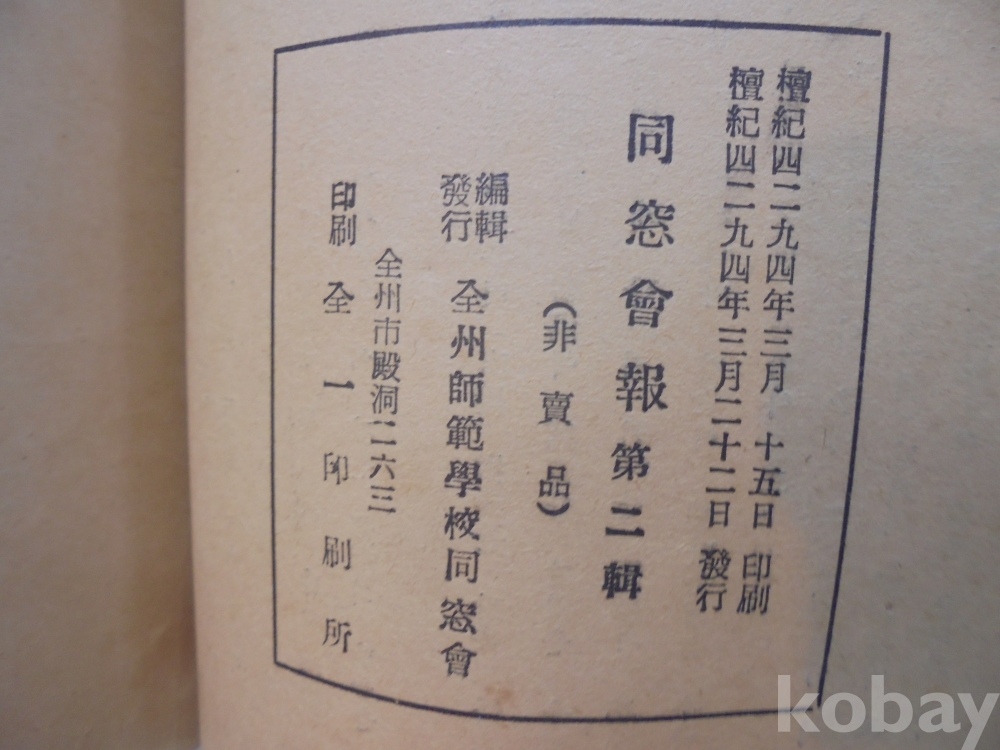 檀紀四二九四年三月 十五日 印刷
檀紀四二九四年三月二十二日 發行
同窓會報第二輯
(非賣品)
編輯
發行 全州師範學校同窓會
全州市殿洞二六三
印刷 全一印刷所
kobay